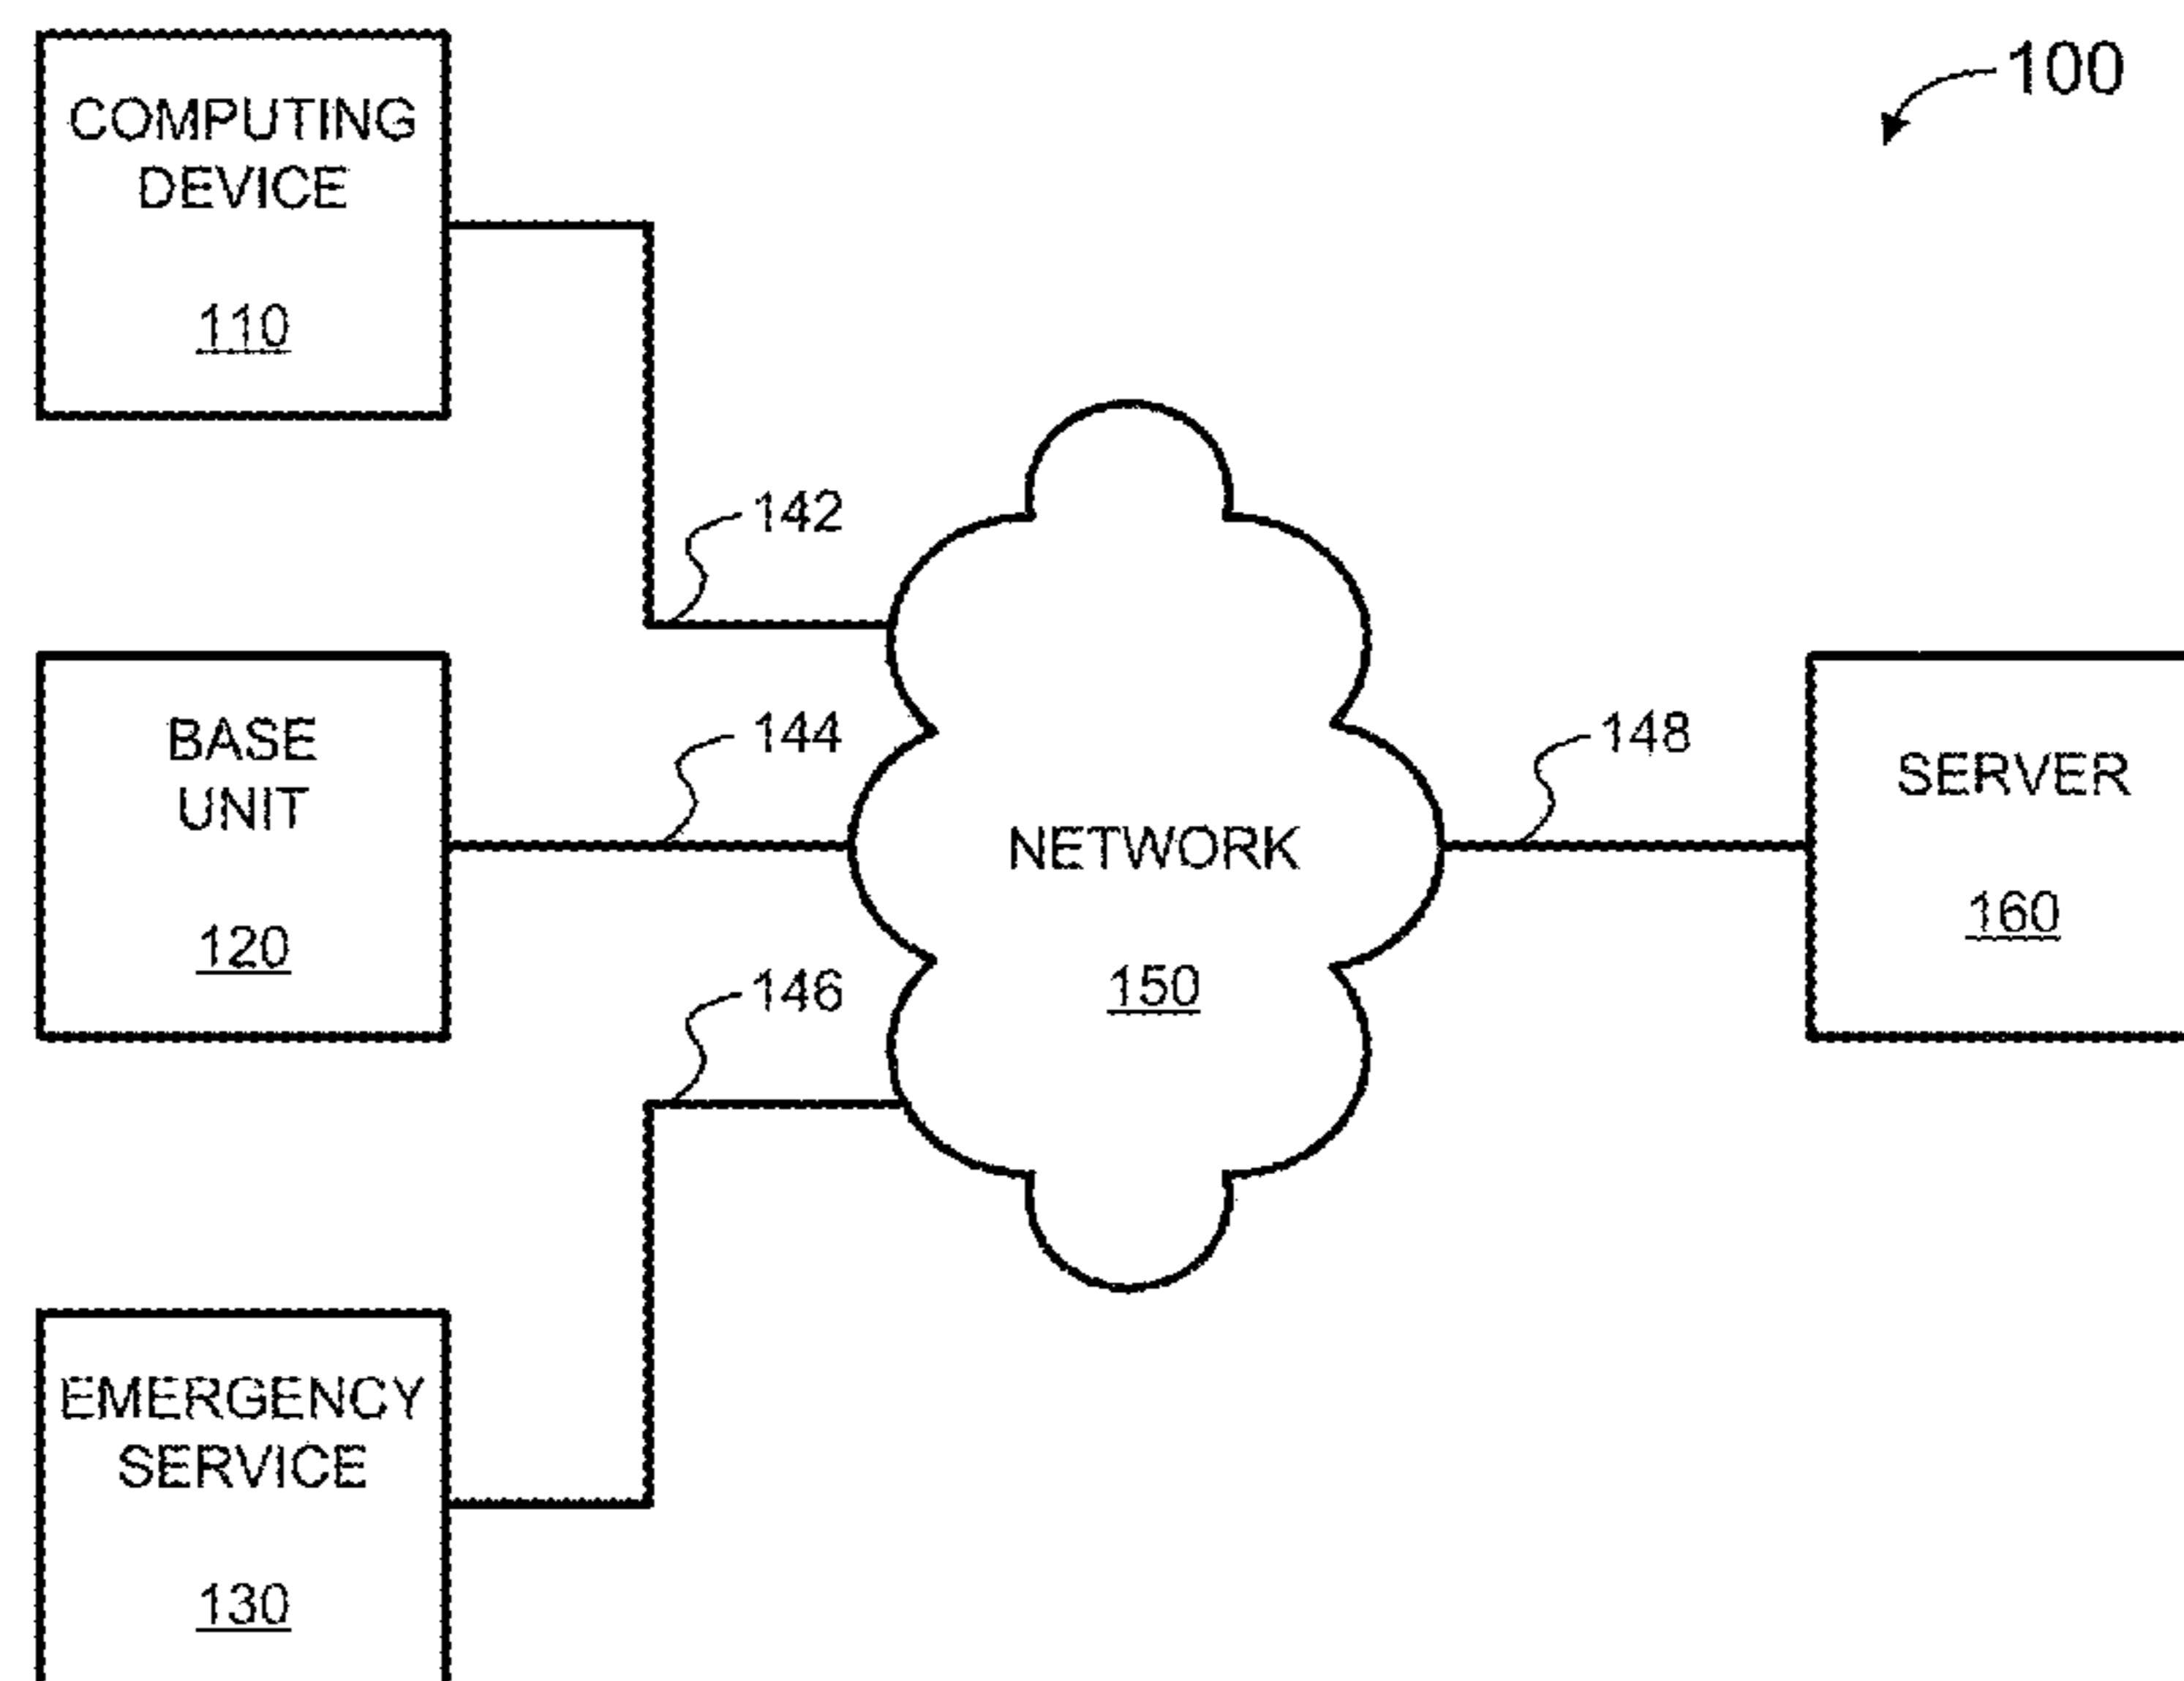 100
COMPUTING
DEVICE
110
142
BASE
UNIT
120
144
NETWORK
150
148
SERVER
160
146
EMERGENCY
SERVICE
130